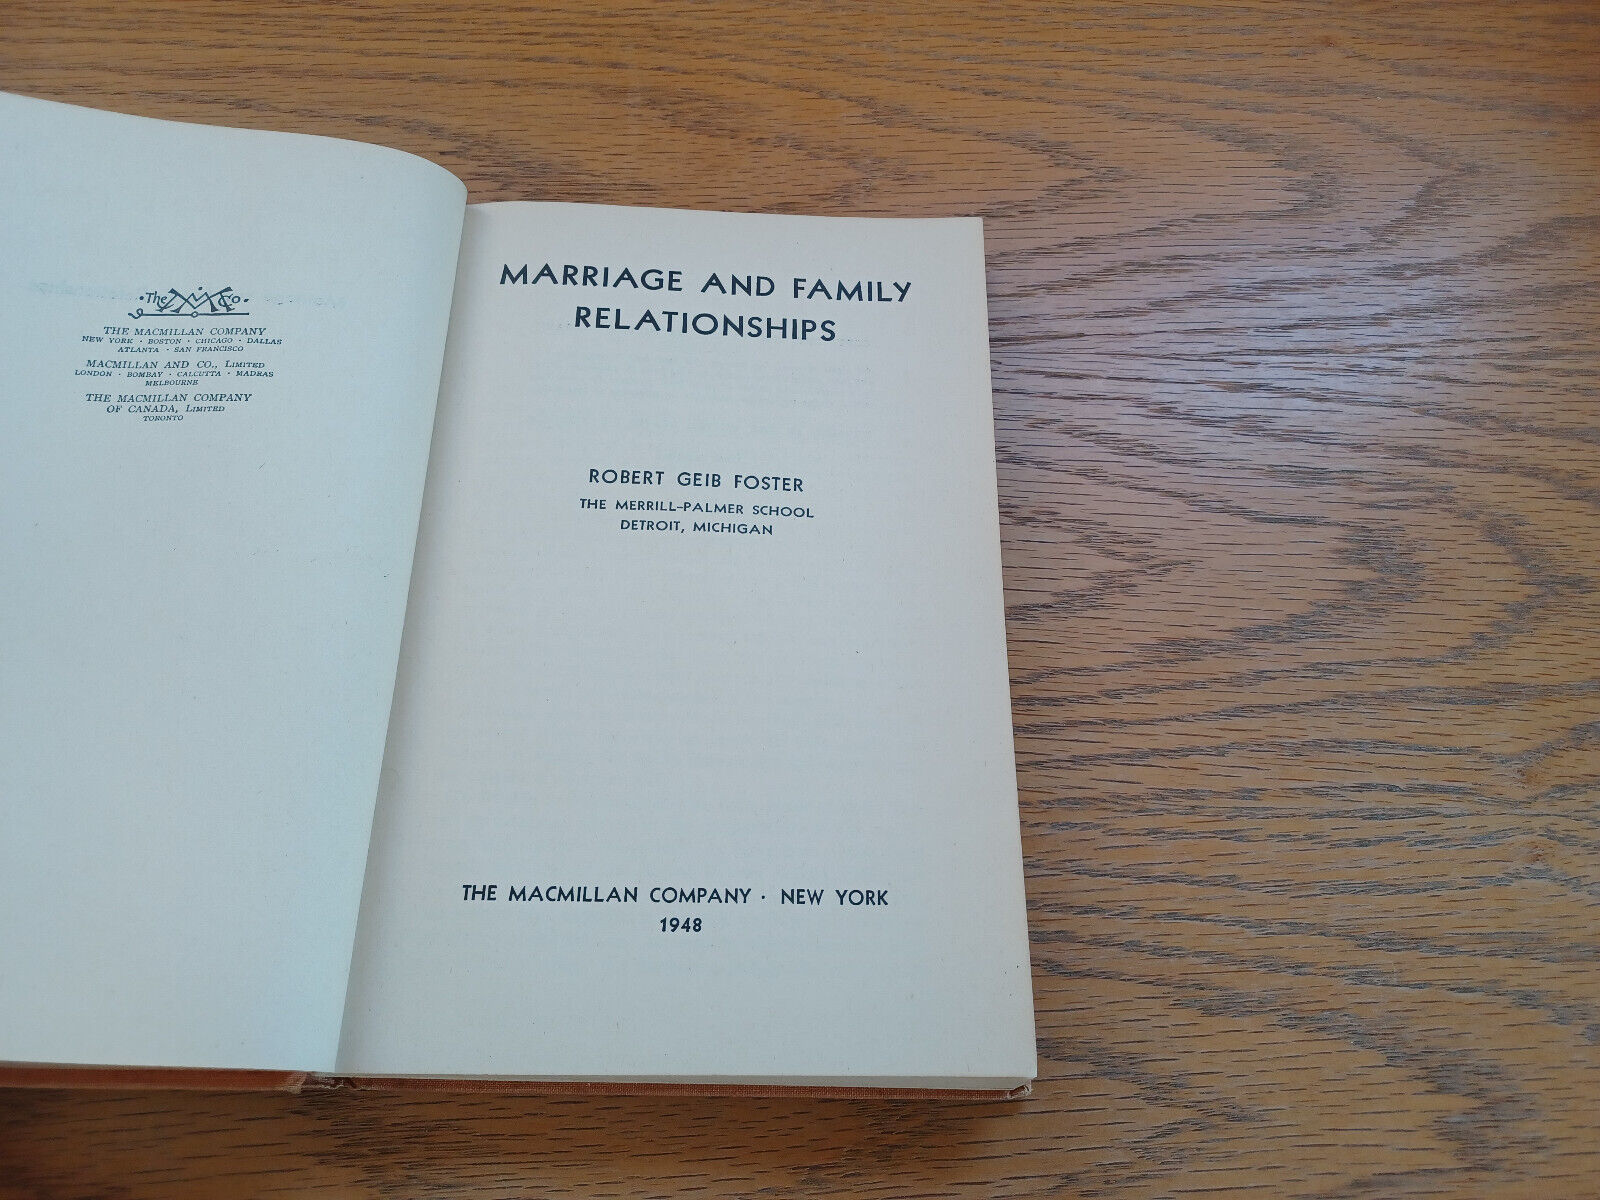 The M Co.
THE MACMILLAN COMPANY
NEW YORK · BOSTON · CHICAGO · DALLAS
ATLANTA · SAN FRANCISCO
MACMILLAN AND CO., LIMITED
LONDON · BOMBAY · CALCUTTA · MADRAS
MELBOURNE
THE MACMILLAN COMPANY
OF CANADA, LIMITED
TORONTO
MARRIAGE AND FAMILY
RELATIONSHIPS
ROBERT GEIB FOSTER
THE MERRILL-PALMER SCHOOL
DETROIT, MICHIGAN
THE MACMILLAN COMPANY · NEW YORK
1948